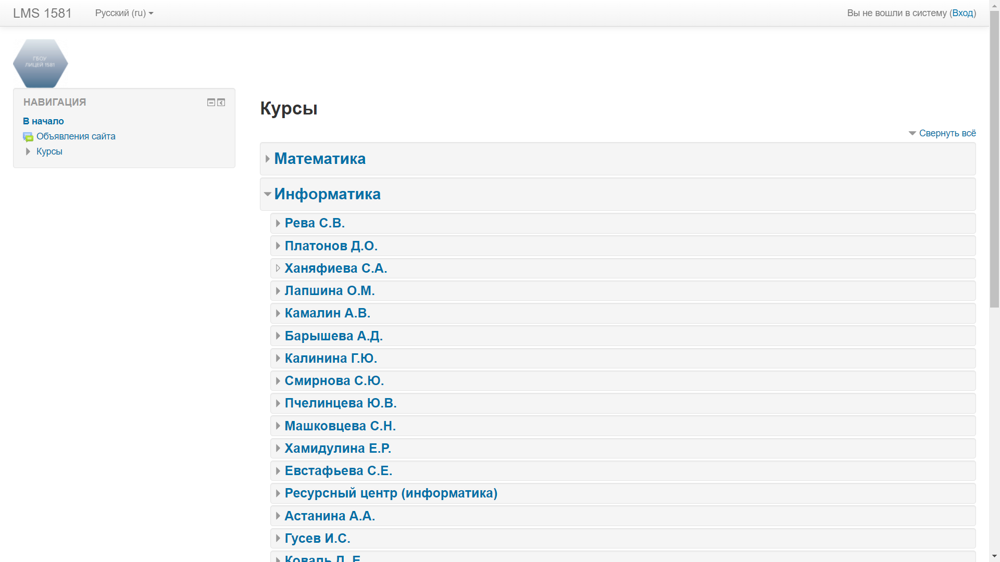 LMS 1581
Русский (ru)
Вы не вошли в систему (Вход)
ГБОУ
ЛИЦЕЙ 1581
НАВИГАЦИЯ
В начало
Объявления сайта
Курсы
Курсы
Свернуть всё
Математика
Информатика
Рева С.В.
Платонов Д.О.
Ханяфиева С.А.
Лапшина О.М.
Камалин А.В.
Барышева А.Д.
Калинина Г.Ю.
Смирнова С.Ю.
Пчелинцева Ю.В.
Машковцева С.Н.
Хамидулина Е.Р.
Евстафьева С.Е.
Ресурсный центр (информатика)
Астанина А.А.
Гусев И.С.
Коваль